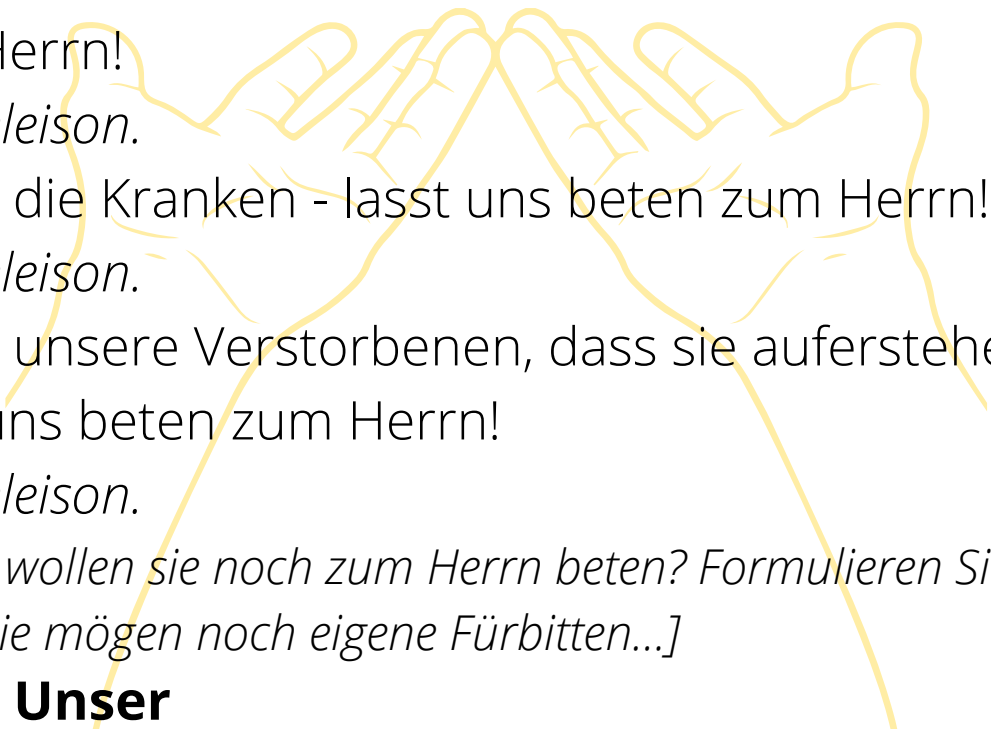 Herrn!
leison.
die Kranken - lasst uns beten zum Herrn!
leison.
unsere Verstorbenen, dass sie auferstehe
uns beten zum Herrn!
leison.
wollen sie noch zum Herrn beten? Formulieren Si
ie mögen noch eigene Fürbitten...]
Unser